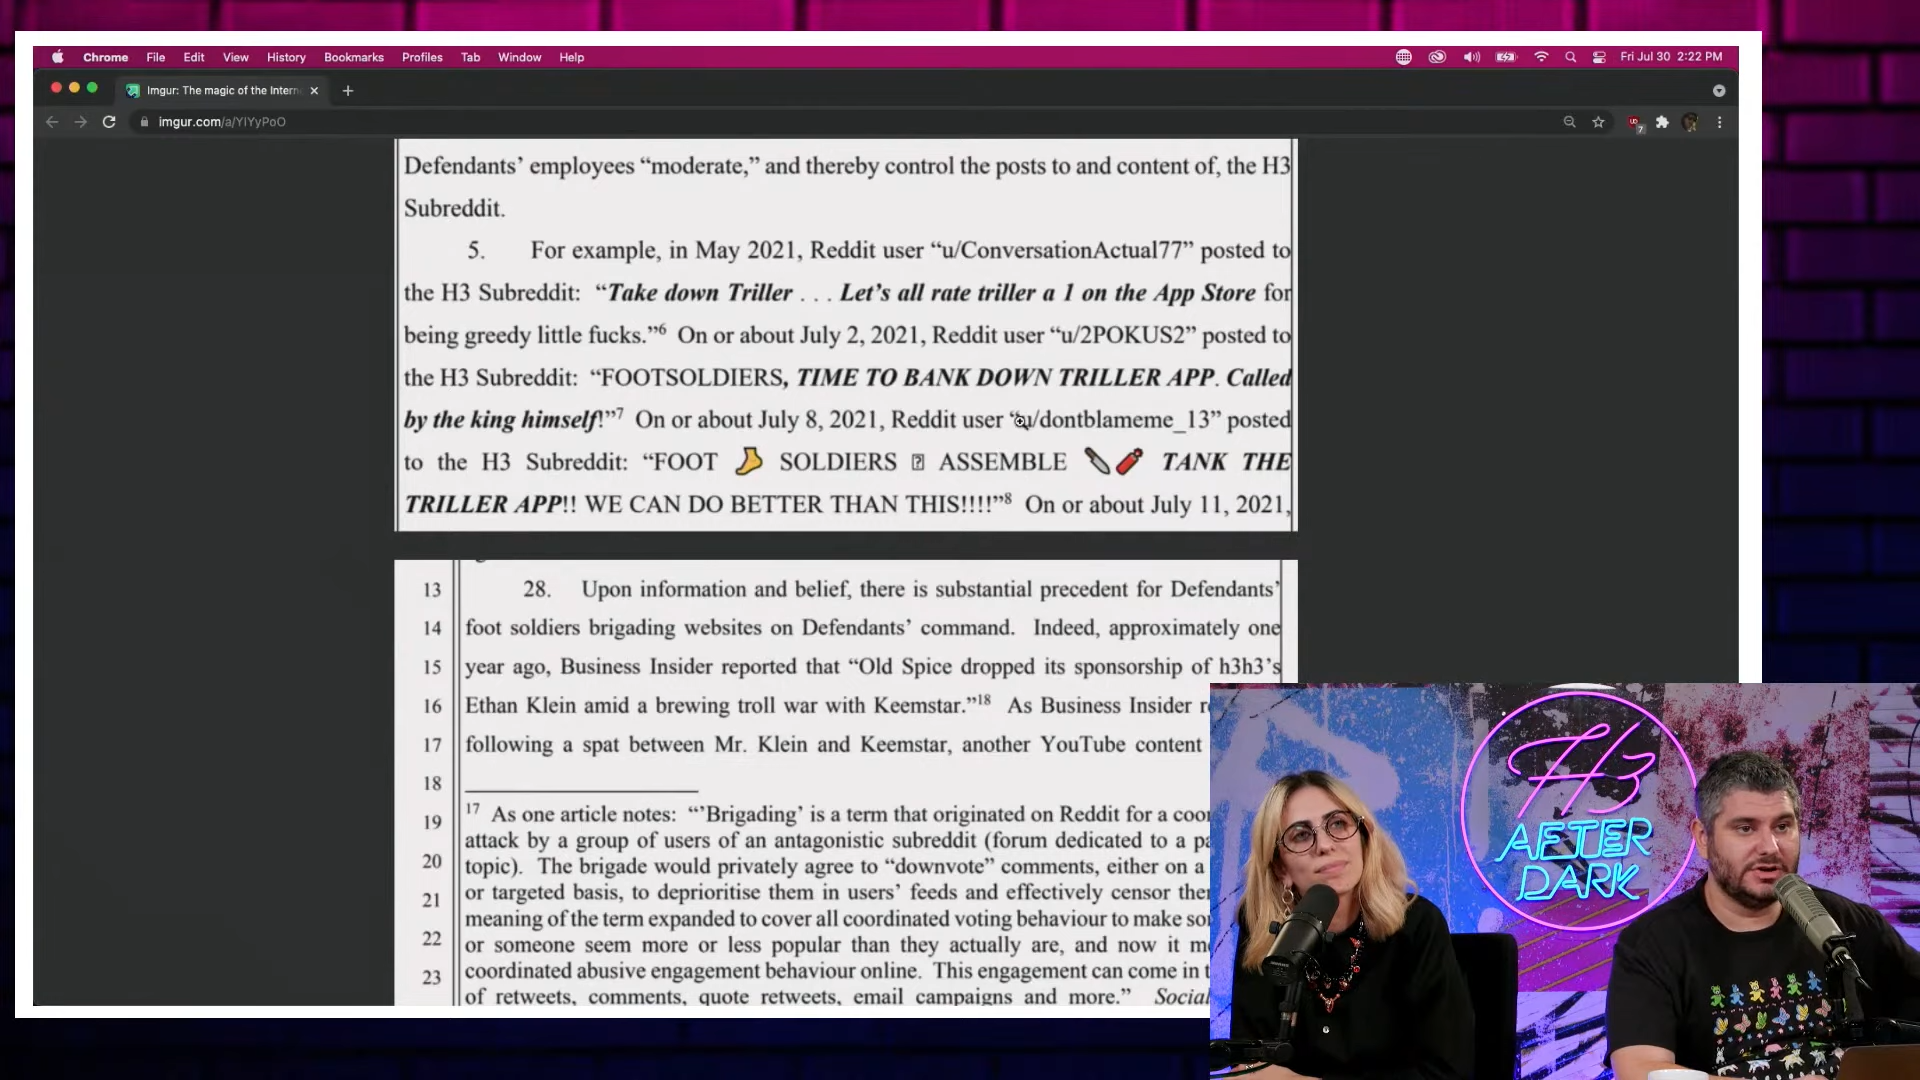 Chrome File Edit View History Bookmarks Profiles Tab Window Help Fri Jul 30 2:22 PM
Imgur: The magic of the Intern
imgur.com/a/YIYyPoO
7
Defendants’ employees “moderate,” and thereby control the posts to and content of, the H3
Subreddit.
5. For example, in May 2021, Reddit user “u/ConversationActual77” posted to
the H3 Subreddit: “Take down Triller . . . Let’s all rate triller a 1 on the App Store for
being greedy little fucks.”6 On or about July 2, 2021, Reddit user “u/2POKUS2” posted to
the H3 Subreddit: “FOOTSOLDIERS, TIME TO BANK DOWN TRILLER APP. Called
by the king himself!”7 On or about July 8, 2021, Reddit user “u/dontblameme_13” posted
to the H3 Subreddit: “FOOT 🦶 SOLDIERS ASSEMBLE 🔪🧨 TANK THE
TRILLER APP!! WE CAN DO BETTER THAN THIS!!!!”8 On or about July 11, 2021,
13 28. Upon information and belief, there is substantial precedent for Defendants’
14 foot soldiers brigading websites on Defendants’ command. Indeed, approximately one
15 year ago, Business Insider reported that “Old Spice dropped its sponsorship of h3h3’s
16 Ethan Klein amid a brewing troll war with Keemstar.”18 As Business Insider
17 following a spat between Mr. Klein and Keemstar, another YouTube content
18
19 17 As one article notes: “’Brigading’ is a term that originated on Reddit for a
attack by a group of users of an antagonistic subreddit (forum dedicated to a
20 topic). The brigade would privately agree to “downvote” comments, either on a
21 or targeted basis, to deprioritise them in users’ feeds and effectively censor
meaning of the term expanded to cover all coordinated voting behaviour to make
22 or someone seem more or less popular than they actually are, and now it
23 coordinated abusive engagement behaviour online. This engagement can come in
of retweets, comments, quote retweets, email campaigns and more.” Social
H3
AFTER
DARK